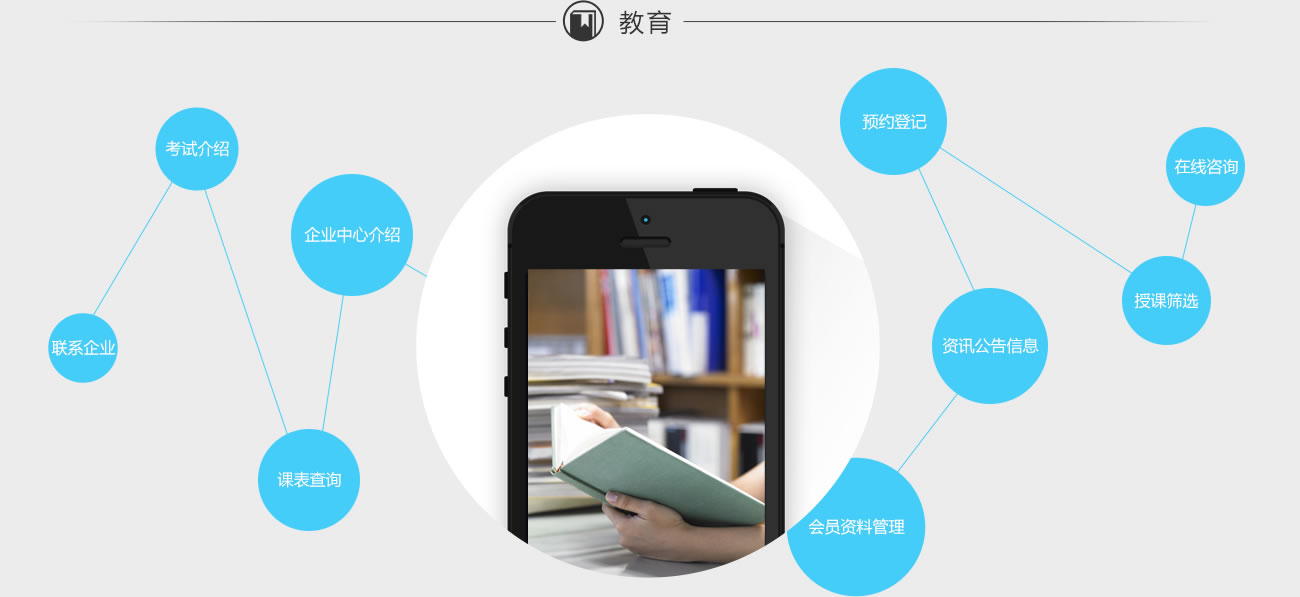 教育
考试介绍
企业中心介绍
联系企业
课表查询
预约登记
在线咨询
授课筛选
资讯公告信息
会员资料管理